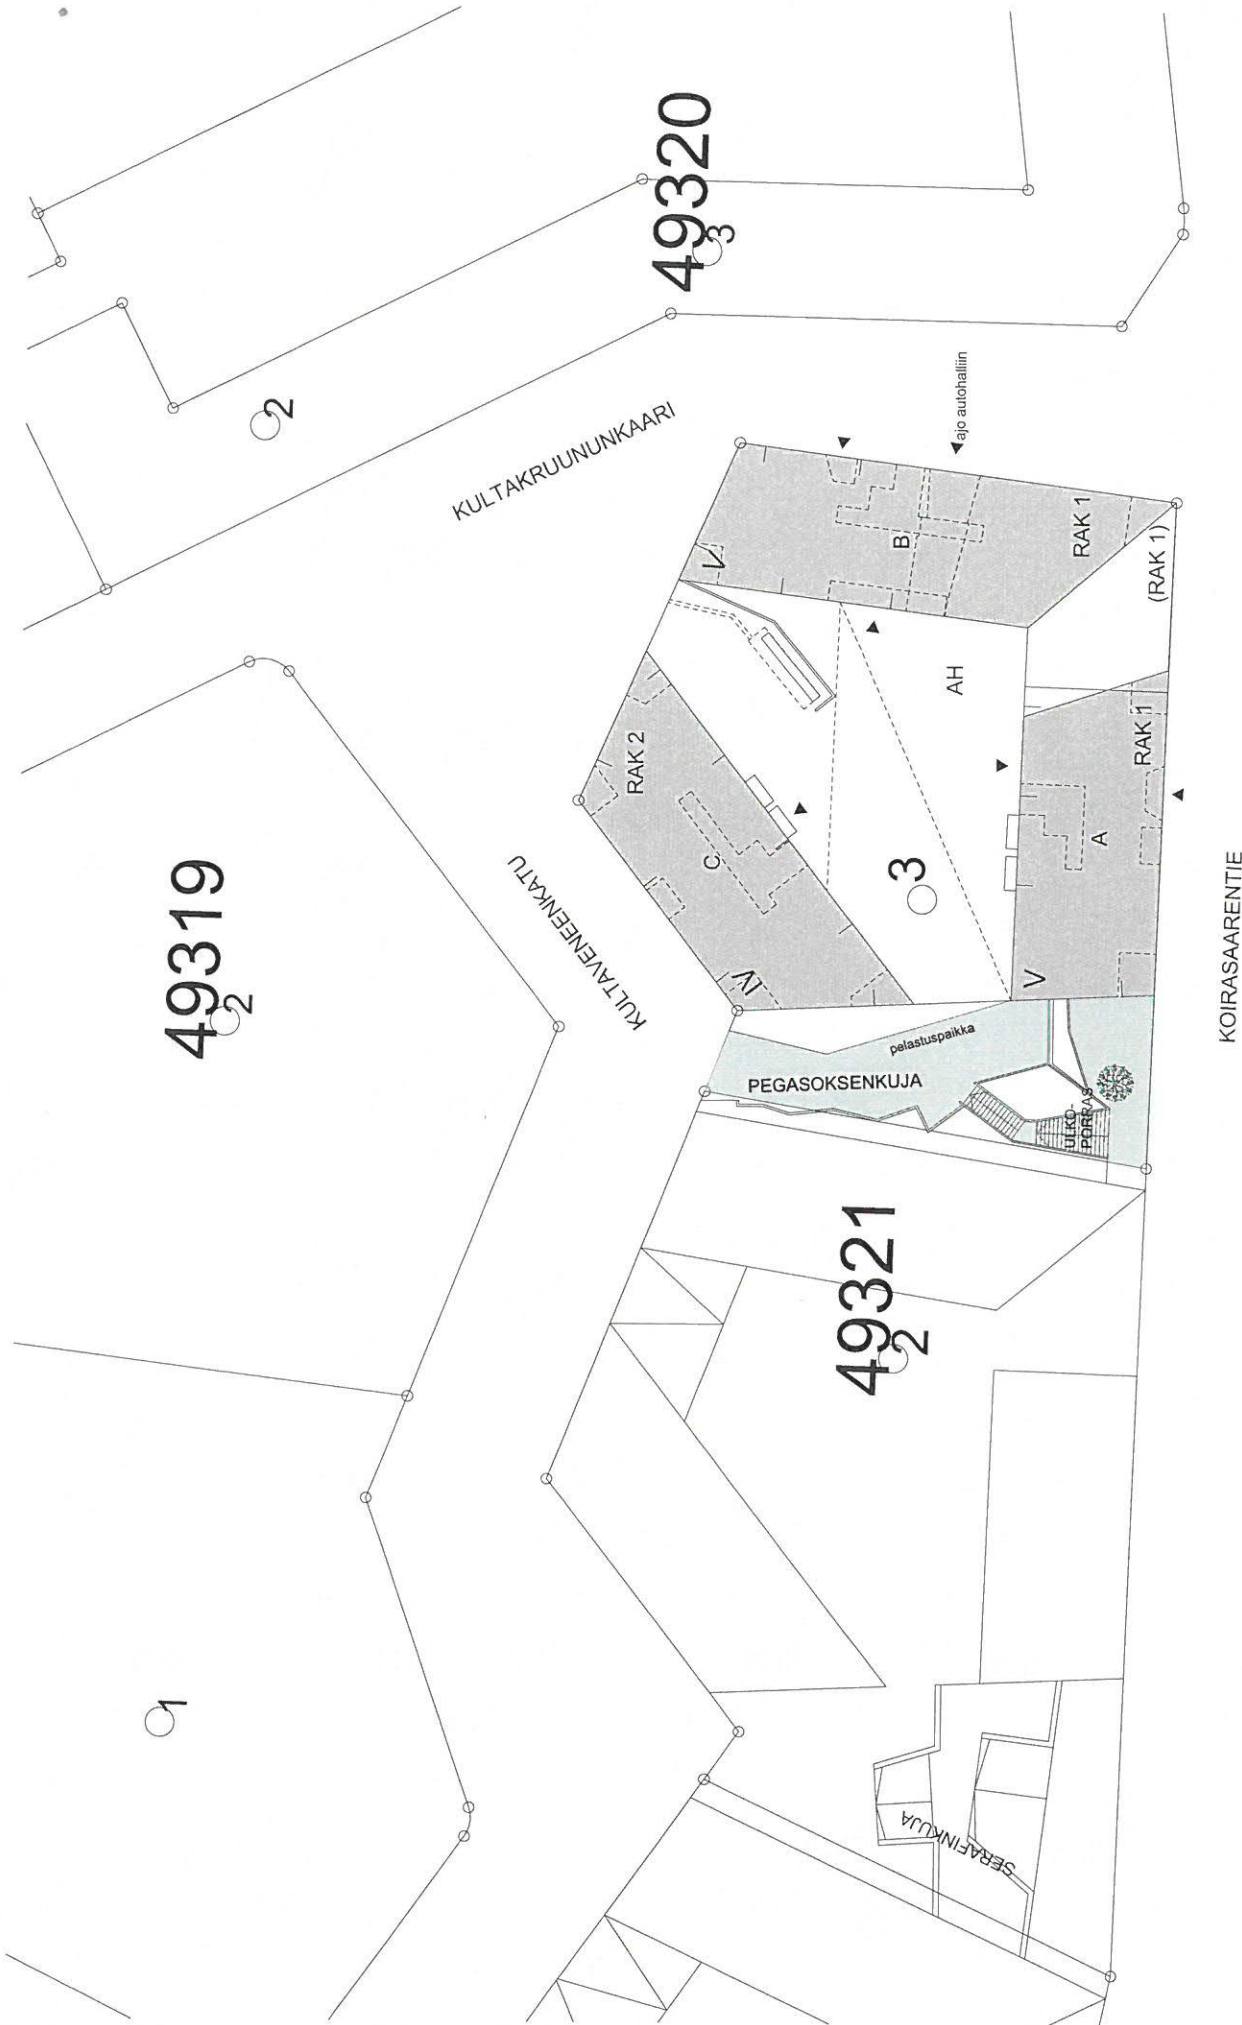 49320
3
2
KULTAKRUUNUNKAARI
ajo autohalliin
B
RAK 1
(RAK 1)
V
AH
RAK 2
C
IV
3
RAK 1
A
V
KOIRASAARENTIE
49319
2
KULTAVENEENKATU
pelastuspaikka
PEGASOKSENKUJA
ULKO-
PORRAS
49321
2
1
SERAFINKUJA